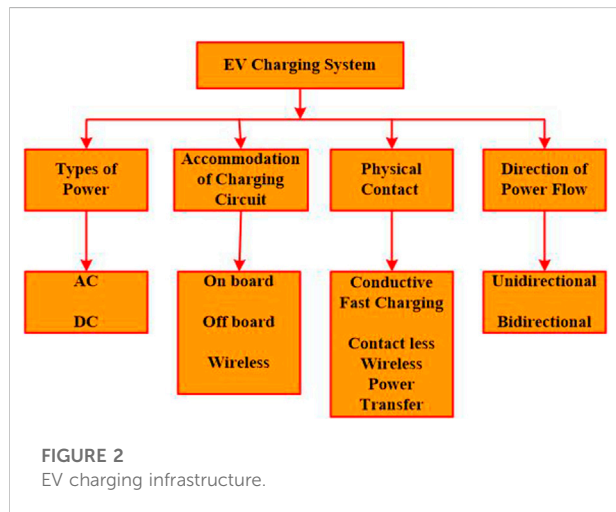 EV Charging System
Types of
Power
Accommodation
of Charging
Circuit
Physical
Contact
Direction of
Power Flow
AC
DC
On board
Off board
Wireless
Conductive
Fast Charging
Contact less
Wireless
Power
Transfer
Unidirectional
Bidirectional
FIGURE 2
EV charging infrastructure.